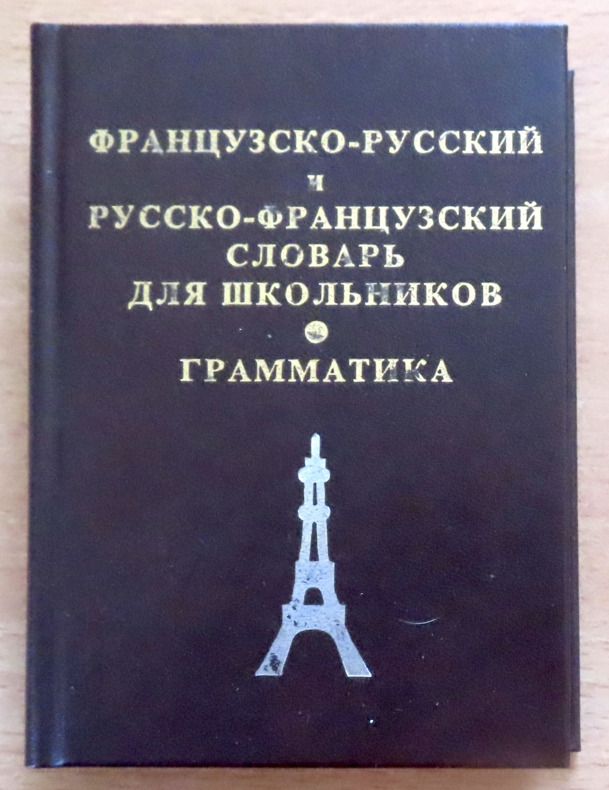 ФРАНЦУЗСКО-РУССКИЙ
и
РУССКО-ФРАНЦУЗСКИЙ
СЛОВАРЬ
ДЛЯ ШКОЛЬНИКОВ
ГРАММАТИКА